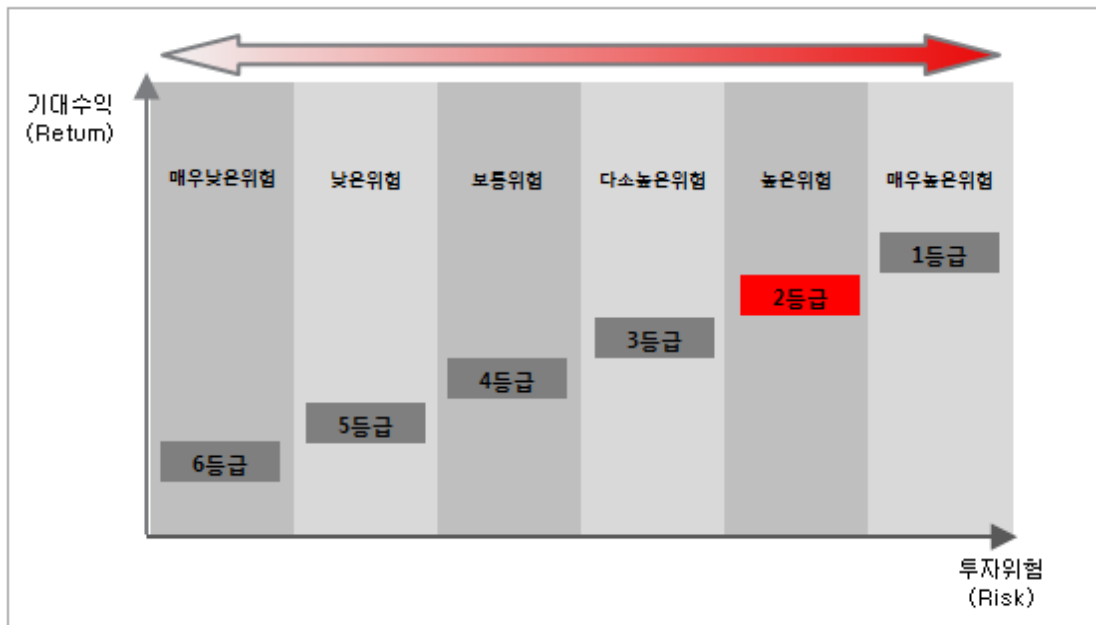 기대수익
(Retum)
매우낮은위험
낮은위험
보통위험
다소높은위험
높은위험
매우높은위험
1등급
2등급
3등급
4등급
5등급
6등급
투자위험
(Risk)